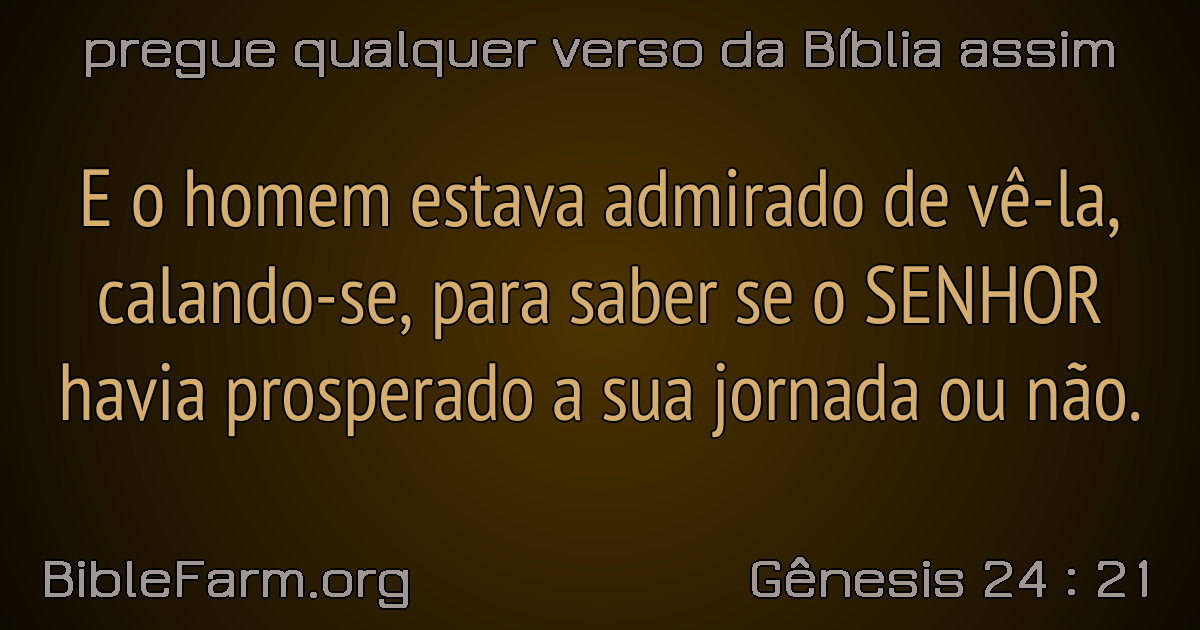 pregue qualquer verso da Bíblia assim
E o homem estava admirado de vê-la,
calando-se, para saber se o SENHOR
havia prosperado a sua jornada ou não.
BibleFarm.org
Gênesis 24 : 21